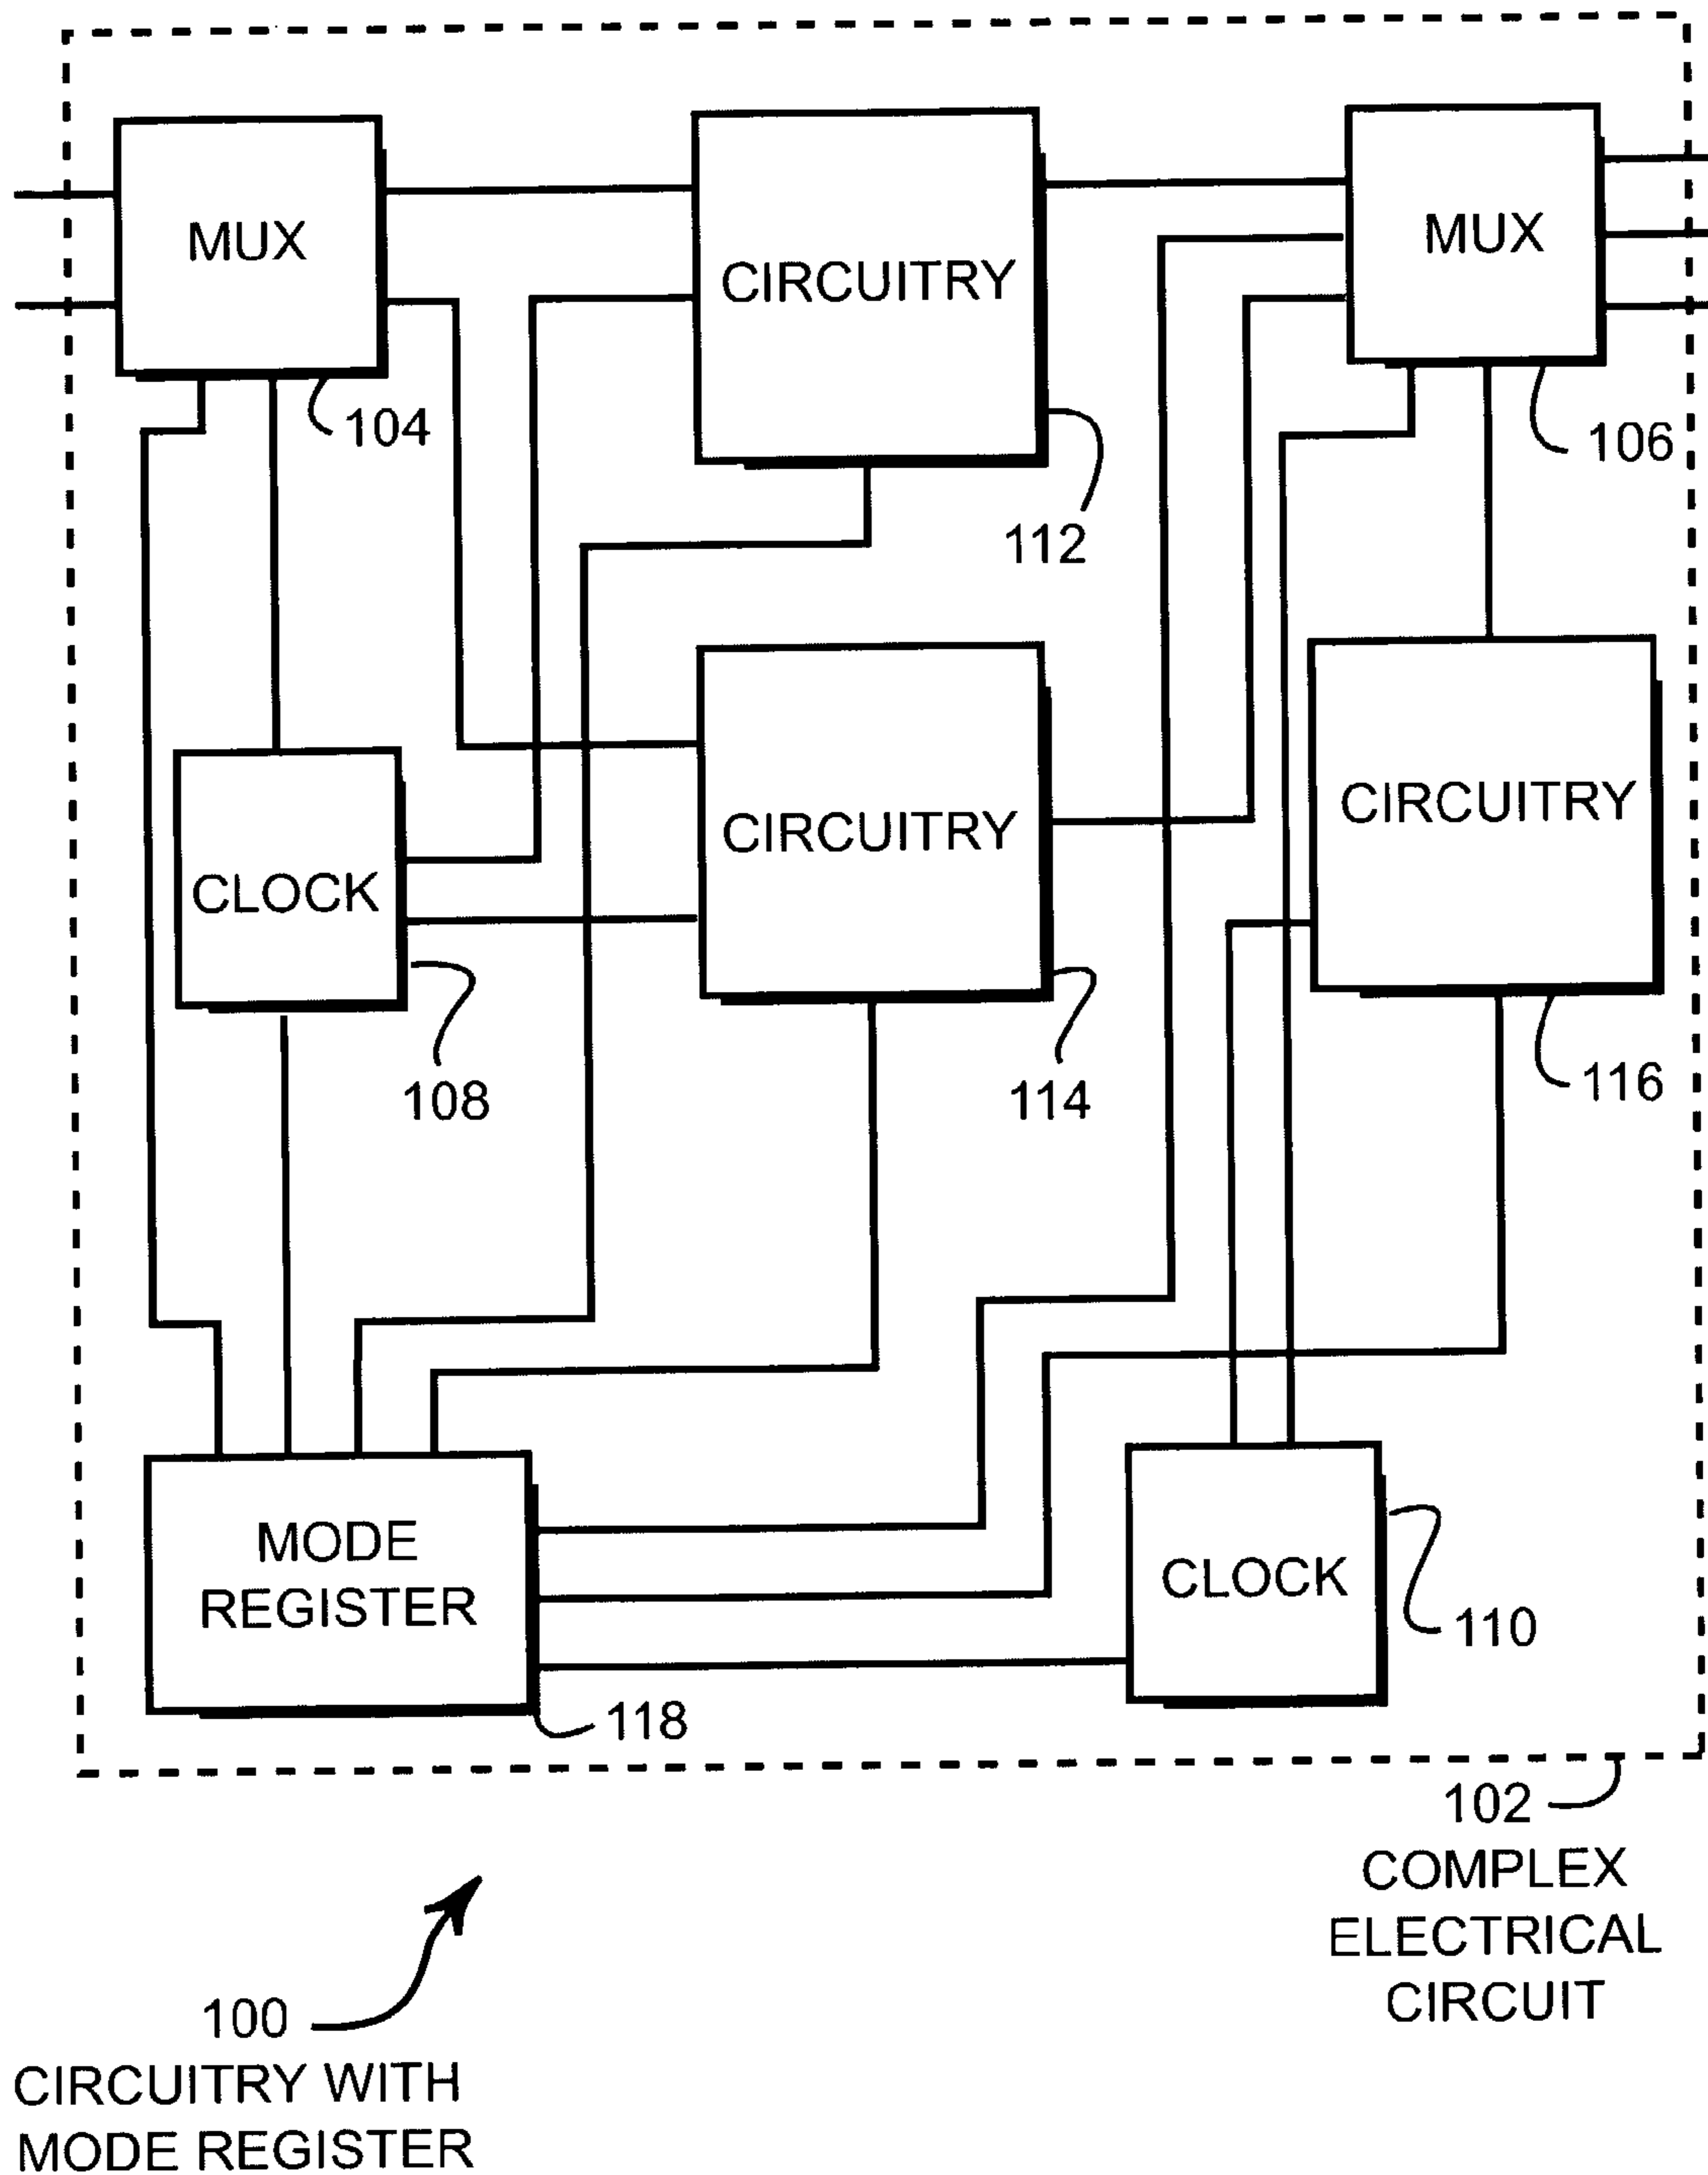 MUX
CIRCUITRY
MUX
104
106
112
CIRCUITRY
CIRCUITRY
CLOCK
108
114
116
MODE
REGISTER
CLOCK
110
118
102
COMPLEX
ELECTRICAL
CIRCUIT
100
CIRCUITRY WITH
MODE REGISTER